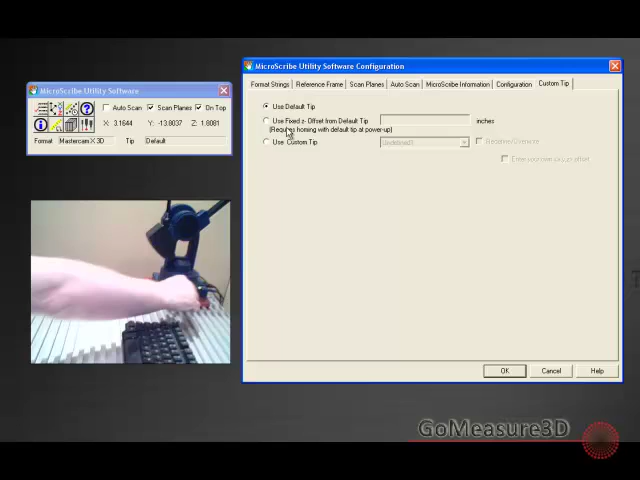 MicroScribe Utility Software
Auto Scan
Scan Planes
On Top
X: 3.1644 Y: -13.8037 Z: 1.6081
Format Mastercam X 3D Tip Default
MicroScribe Utility Software Configuration
Format Strings Reference Frame Scan Planes Auto Scan MicroScribe Information Configuration Custom Tip
Use Default Tip
Use Fixed z- Offset from Default Tip inches
(Requires homing with default tip at power-up)
Use Custom Tip Undefined1
OK Cancel Help
GoMeasure3D